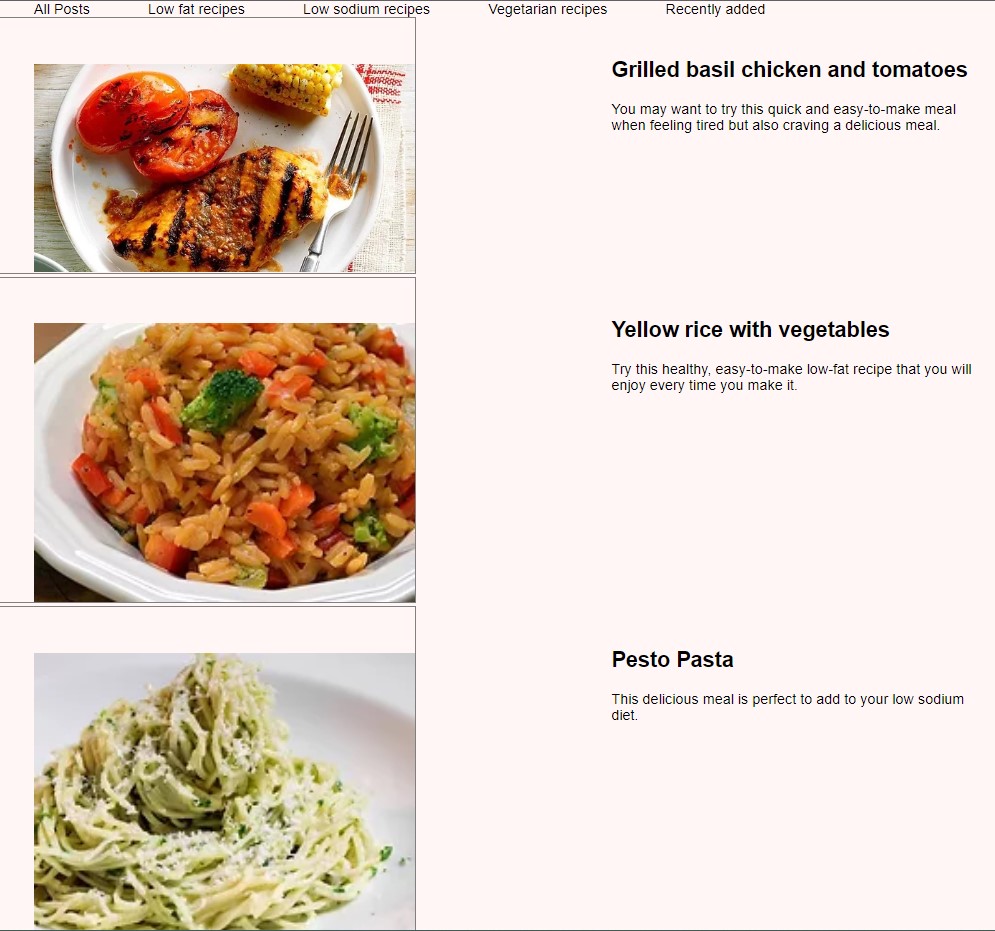 All Posts Low fat recipes Low sodium recipes Vegetarian recipes Recently added
Grilled basil chicken and tomatoes
You may want to try this quick and easy-to-make meal
when feeling tired but also craving a delicious meal.
Yellow rice with vegetables
Try this healthy, easy-to-make low-fat recipe that you will
enjoy every time you make it.
Pesto Pasta
This delicious meal is perfect to add to your low sodium
diet.